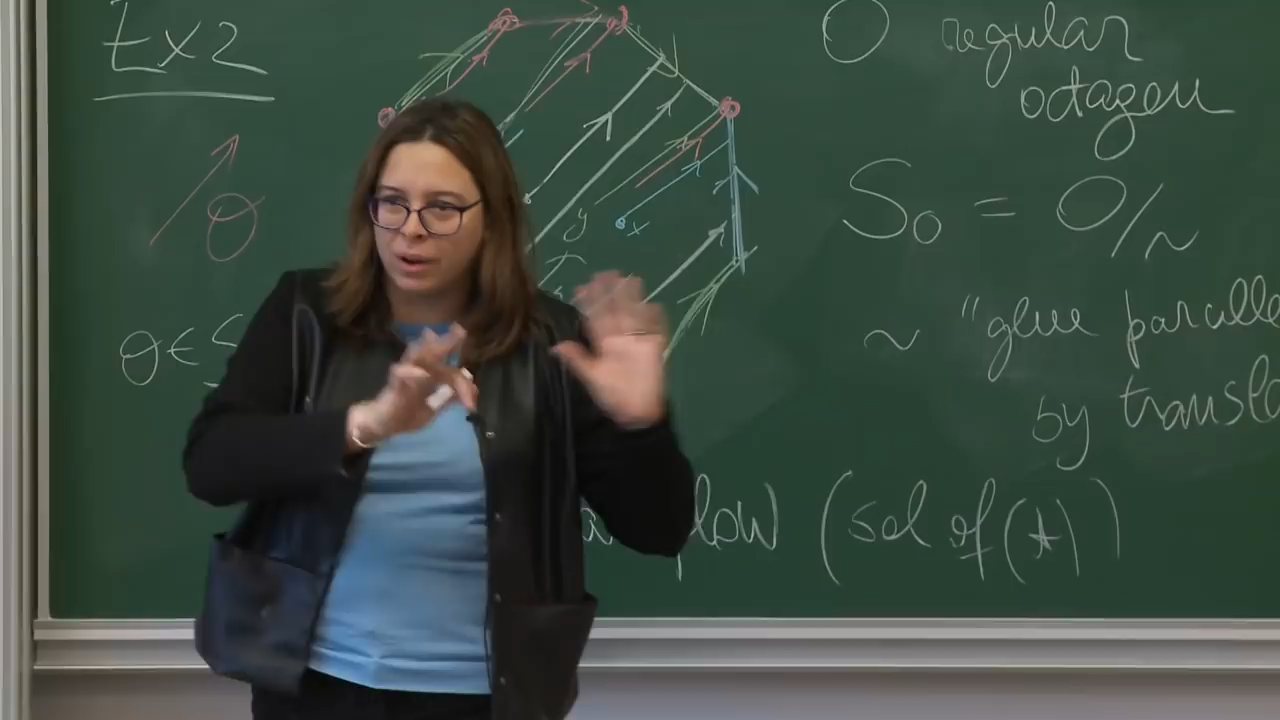 Ex2
θ
θ ∈ S
y
x
O regular
octagon
S₀ = O/~
~ "glue paralle
by transla
low (sol of (*))